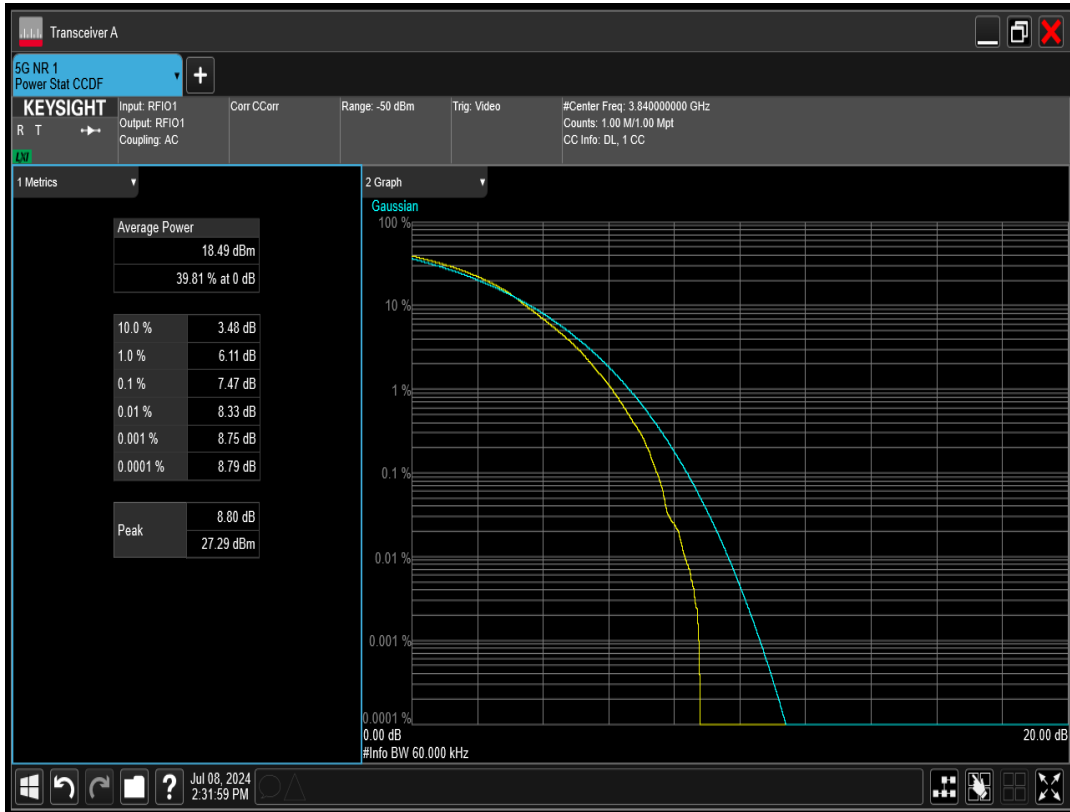 Transceiver A
5G NR 1
Power Stat CCDF
+
KEYSIGHT
R T
LXI
Input: RFIO1
Output: RFIO1
Coupling: AC
Corr CCorr
Range: -50 dBm
Trig: Video
#Center Freq: 3.840000000 GHz
Counts: 1.00 M/1.00 Mpt
CC Info: DL, 1 CC
1 Metrics
Average Power
18.49 dBm
39.81 % at 0 dB
10.0 % 3.48 dB
1.0 % 6.11 dB
0.1 % 7.47 dB
0.01 % 8.33 dB
0.001 % 8.75 dB
0.0001 % 8.79 dB
Peak
8.80 dB
27.29 dBm
2 Graph
Gaussian
100 %
10 %
1 %
0.1 %
0.01 %
0.001 %
0.0001 %
0.00 dB 20.00 dB
#Info BW 60.000 kHz
?
Jul 08, 2024
2:31:59 PM